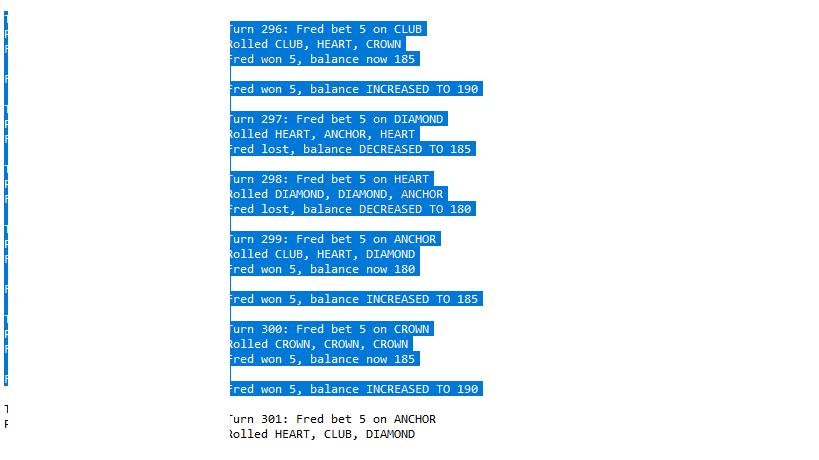 Turn 296: Fred bet 5 on CLUB
Rolled CLUB, HEART, CROWN
Fred won 5, balance now 185
Fred won 5, balance INCREASED TO 190
Turn 297: Fred bet 5 on DIAMOND
Rolled HEART, ANCHOR, HEART
Fred lost, balance DECREASED TO 185
Turn 298: Fred bet 5 on HEART
Rolled DIAMOND, DIAMOND, ANCHOR
Fred lost, balance DECREASED TO 180
Turn 299: Fred bet 5 on ANCHOR
Rolled CLUB, HEART, DIAMOND
Fred won 5, balance now 180
Fred won 5, balance INCREASED TO 185
Turn 300: Fred bet 5 on CROWN
Rolled CROWN, CROWN, CROWN
Fred won 5, balance now 185
Fred won 5, balance INCREASED TO 190
Turn 301: Fred bet 5 on ANCHOR
Rolled HEART, CLUB, DIAMOND